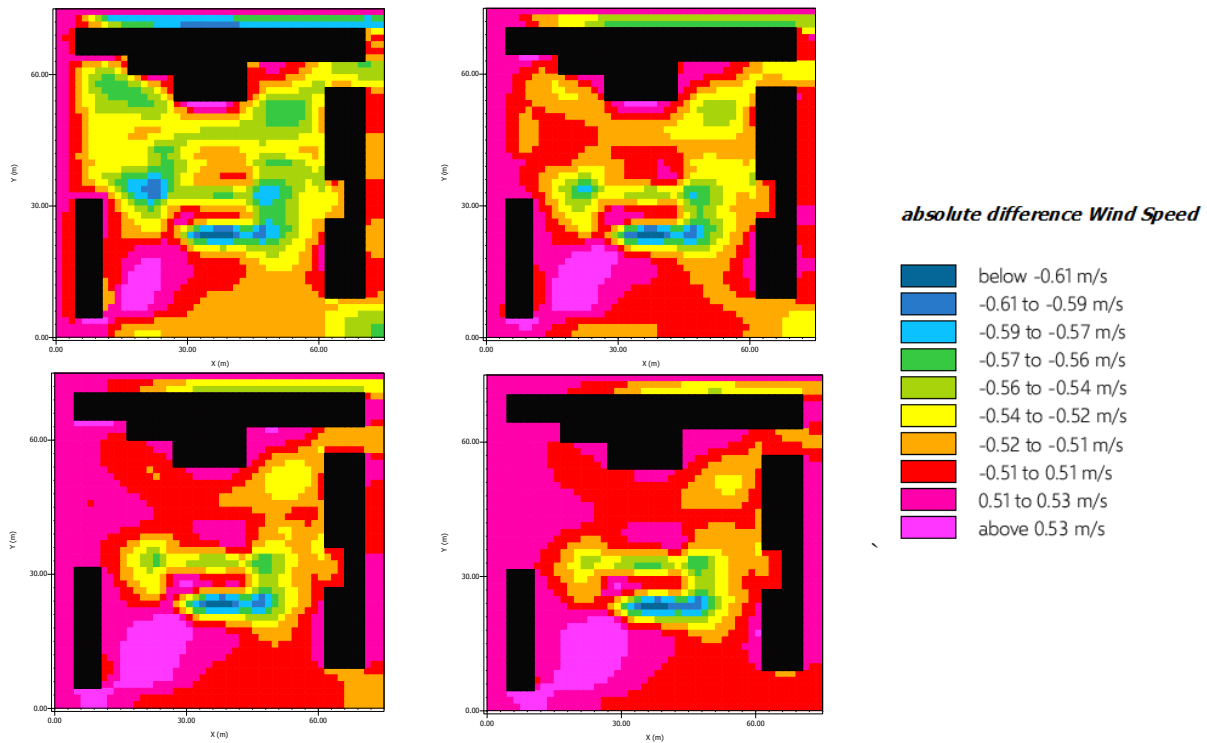 60.00
30.00
0.00
Y (m)
0.00
30.00
60.00
X (m)
60.00
30.00
0.00
Y (m)
0.00
30.00
60.00
X (m)
60.00
30.00
0.00
Y (m)
0.00
30.00
60.00
X (m)
60.00
30.00
0.00
Y (m)
0.00
30.00
60.00
X (m)
absolute difference Wind Speed
below -0.61 m/s
-0.61 to -0.59 m/s
-0.59 to -0.57 m/s
-0.57 to -0.56 m/s
-0.56 to -0.54 m/s
-0.54 to -0.52 m/s
-0.52 to -0.51 m/s
-0.51 to 0.51 m/s
0.51 to 0.53 m/s
above 0.53 m/s
`